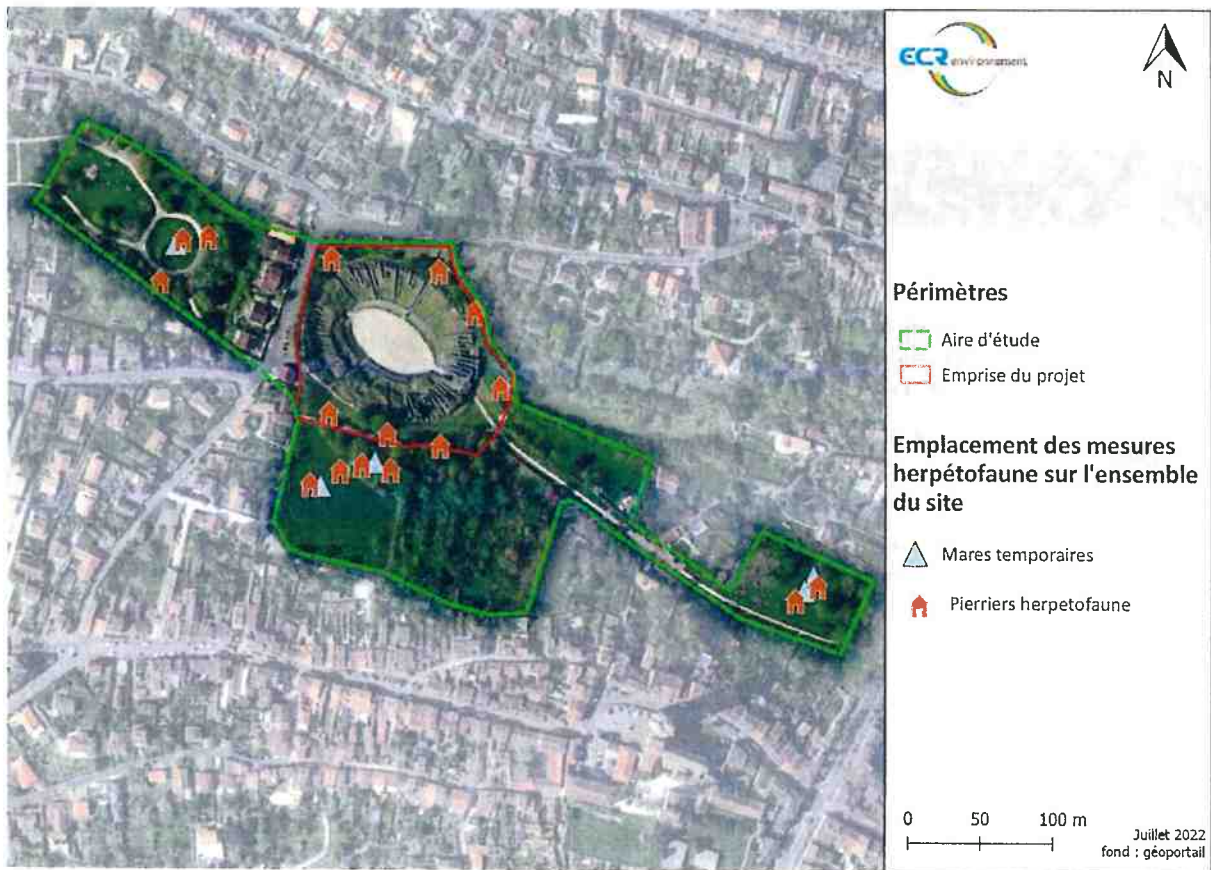 ECR environnement
N
Périmètres
Aire d'étude
Emprise du projet
Emplacement des mesures
herpétofaune sur l'ensemble
du site
Mares temporaires
Pierriers herpetofaune
0 50 100 m
Juillet 2022
fond : géoportail